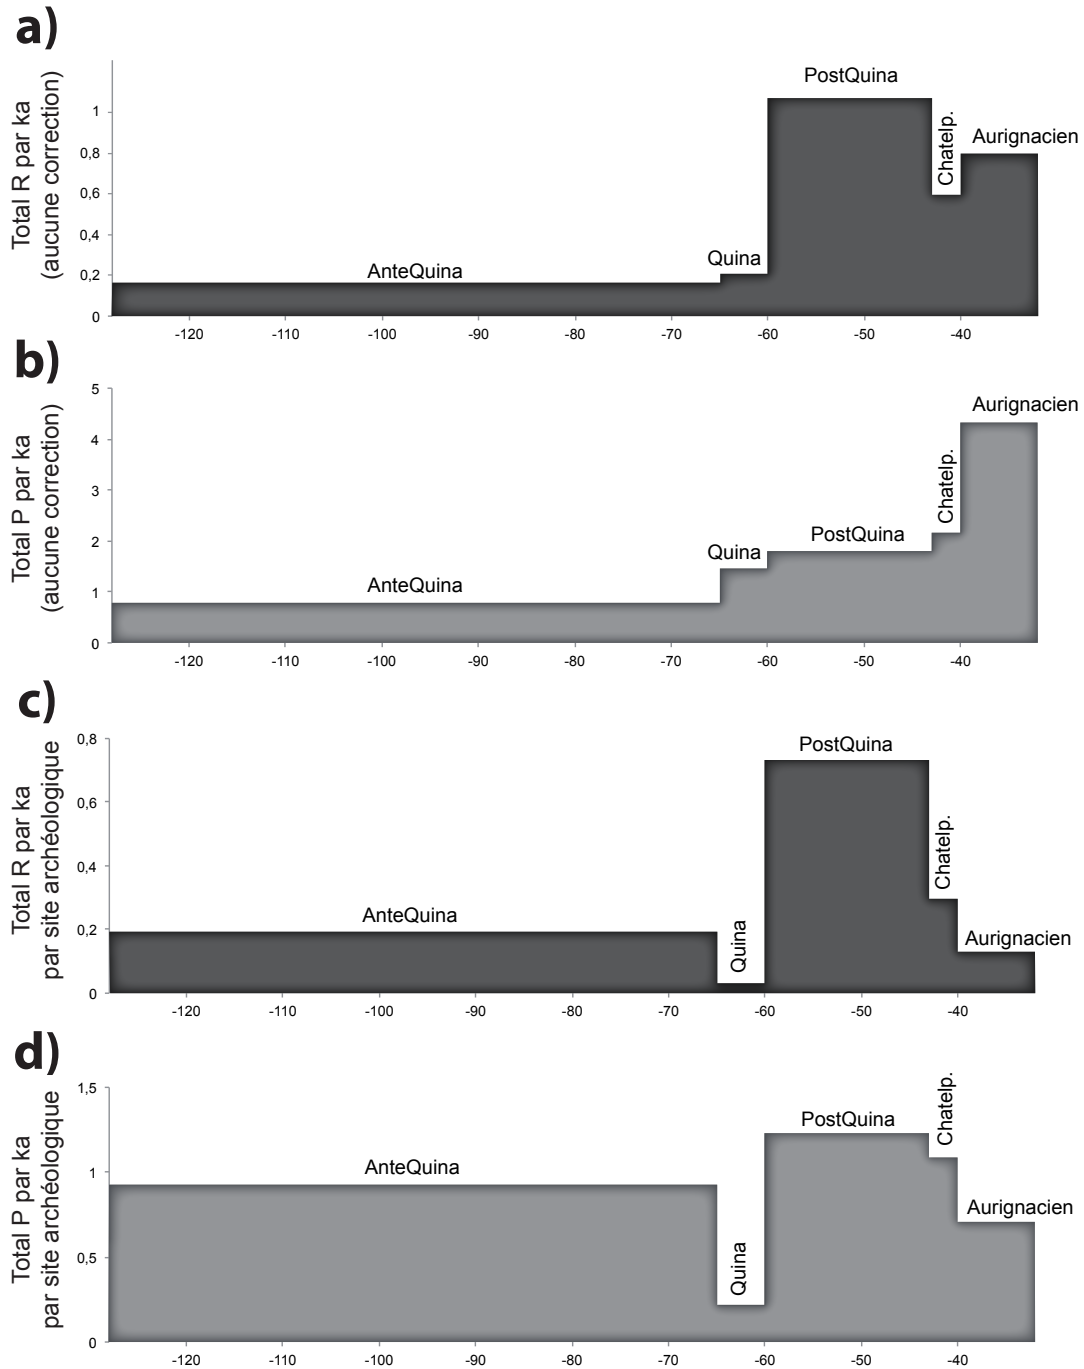 a)
Total R par ka
(aucune correction)
1
0,8
0,6
0,4
0,2
0
AnteQuina
Quina
PostQuina
Chatelp.
Aurignacien
-120
-110
-100
-90
-80
-70
-60
-50
-40
b)
Total P par ka
(aucune correction)
5
4
3
2
1
0
AnteQuina
Quina
PostQuina
Chatelp.
Aurignacien
-120
-110
-100
-90
-80
-70
-60
-50
-40
c)
Total R par ka
par site archéologique
0,8
0,6
0,4
0,2
0
AnteQuina
Quina
PostQuina
Chatelp.
Aurignacien
-120
-110
-100
-90
-80
-70
-60
-50
-40
d)
Total P par ka
par site archéologique
1,5
1
0,5
0
AnteQuina
Quina
PostQuina
Chatelp.
Aurignacien
-120
-110
-100
-90
-80
-70
-60
-50
-40